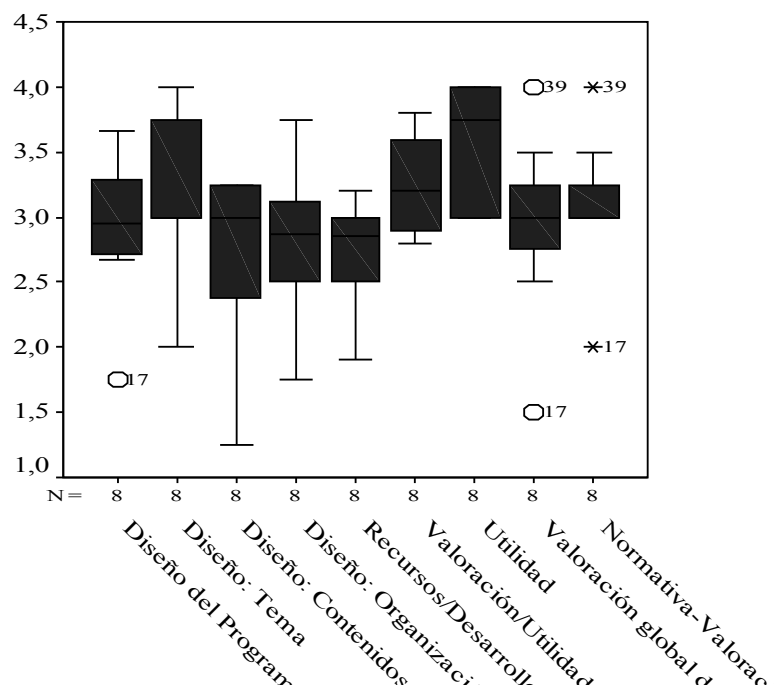 4,5
4,0
3,5
3,0
2,5
2,0
1,5
1,0
17
39
17
39
17
N = 8 8 8 8 8 8 8 8 8
Diseño del Program
Diseño: Tema
Diseño: Contenidos
Diseño: Organizaci
Recursos/Desarroll
Valoración/Utilidad
Utilidad
Valoración global d
Normativa-Valorac